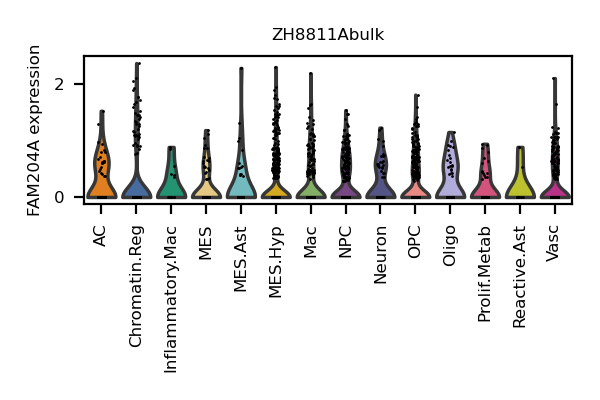 ZH8811Abulk
FAM204A expression
2
0
AC
Chromatin.Reg
Inflammatory.Mac
MES
MES.Ast
MES.Hyp
Mac
NPC
Neuron
OPC
Oligo
Prolif.Metab
Reactive.Ast
Vasc